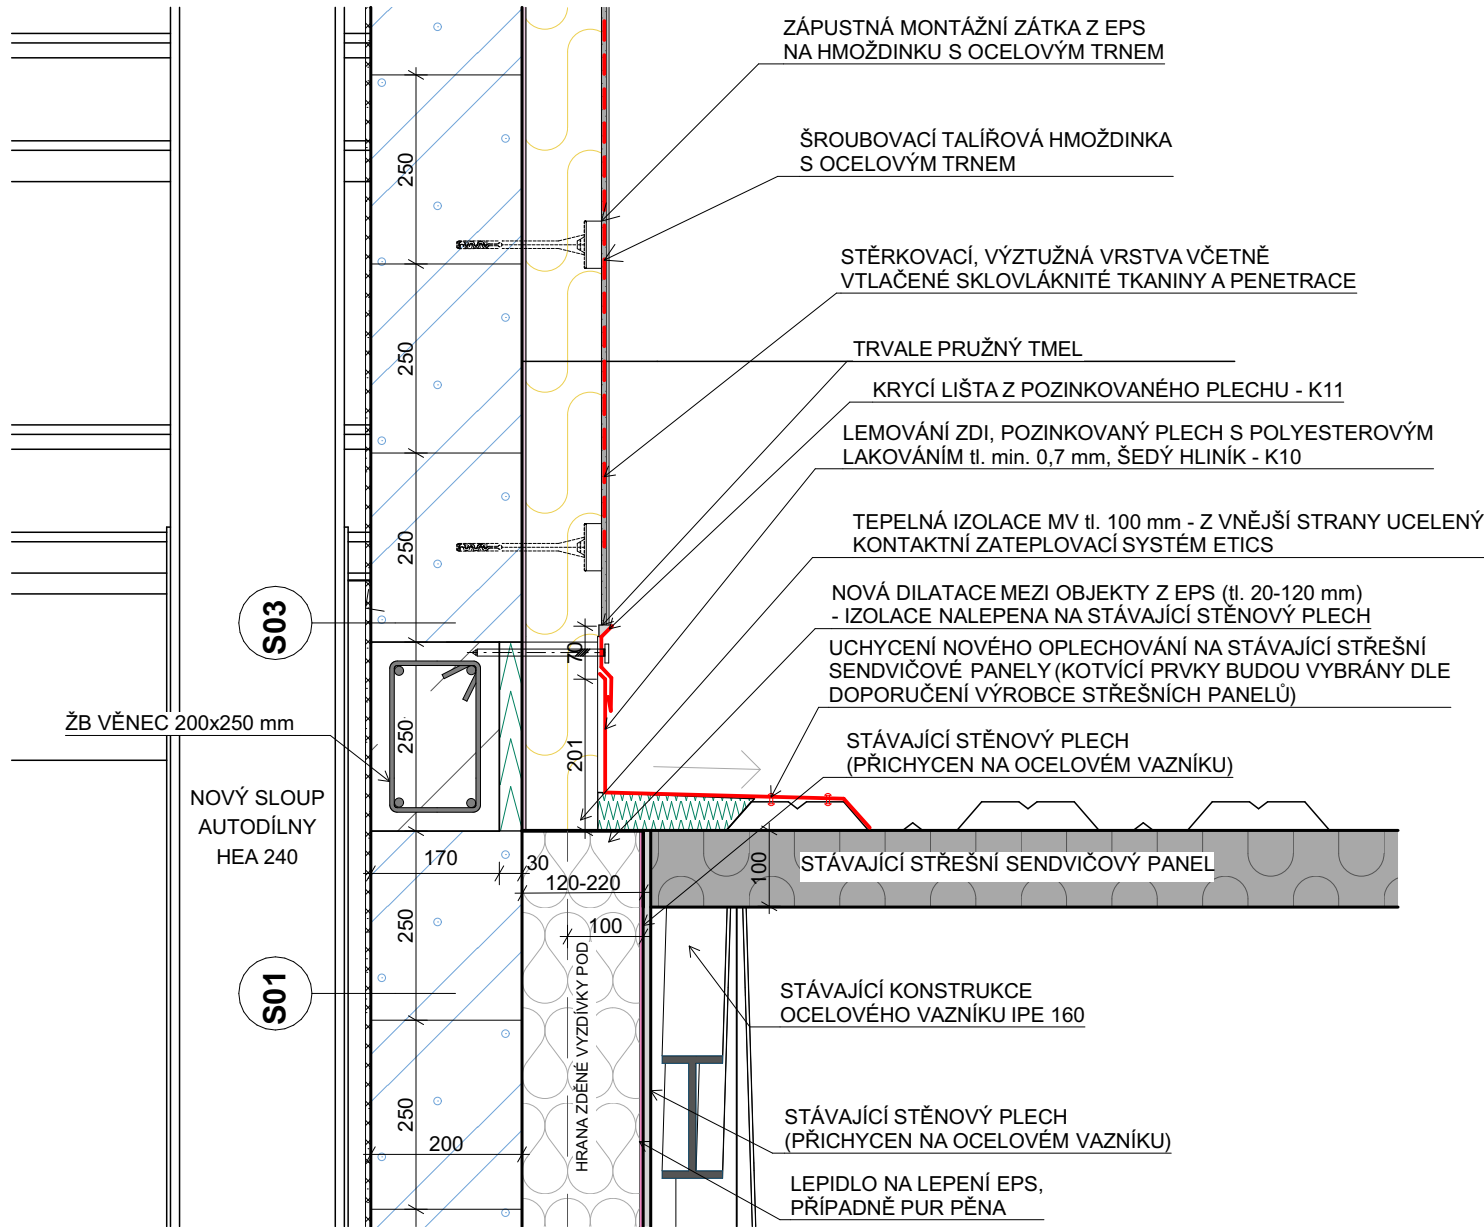 ZÁPUSTNÁ MONTÁŽNÍ ZÁTKA Z EPS
NA HMOŽDINKU S OCELOVÝM TRNEM
ŠROUBOVACÍ TALÍŘOVÁ HMOŽDINKA
S OCELOVÝM TRNEM
STĚRKOVACÍ, VÝZTUŽNÁ VRSTVA VČETNĚ
VTLAČENÉ SKLOVLÁKNITÉ TKANINY A PENETRACE
TRVALE PRUŽNÝ TMEL
KRYCÍ LIŠTA Z POZINKOVANÉHO PLECHU - K11
LEMOVÁNÍ ZDI, POZINKOVANÝ PLECH S POLYESTEROVÝM
LAKOVÁNÍM tl. min. 0,7 mm, ŠEDÝ HLINÍK - K10
TEPELNÁ IZOLACE MV tl. 100 mm - Z VNĚJŠÍ STRANY UCELENÝ
KONTAKTNÍ ZATEPLOVACÍ SYSTÉM ETICS
NOVÁ DILATACE MEZI OBJEKTY Z EPS (tl. 20-120 mm)
- IZOLACE NALEPENA NA STÁVAJÍCÍ STĚNOVÝ PLECH
UCHYCENÍ NOVÉHO OPLECHOVÁNÍ NA STÁVAJÍCÍ STŘEŠNÍ
SENDVIČOVÉ PANELY (KOTVÍCÍ PRVKY BUDOU VYBRÁNY DLE
DOPORUČENÍ VÝROBCE STŘEŠNÍCH PANELŮ)
STÁVAJÍCÍ STĚNOVÝ PLECH
(PŘICHYCEN NA OCELOVÉM VAZNÍKU)
STÁVAJÍCÍ STŘEŠNÍ SENDVIČOVÝ PANEL
100
STÁVAJÍCÍ KONSTRUKCE
OCELOVÉHO VAZNÍKU IPE 160
STÁVAJÍCÍ STĚNOVÝ PLECH
(PŘICHYCEN NA OCELOVÉM VAZNÍKU)
LEPIDLO NA LEPENÍ EPS,
PŘÍPADNĚ PUR PĚNA
250
250
250
250
250
250
S03
S01
ŽB VĚNEC 200x250 mm
NOVÝ SLOUP
AUTODÍLNY
HEA 240
70
201
170
30
120-220
100
200
HRANA ZDĚNÉ VYZDÍVKY POD